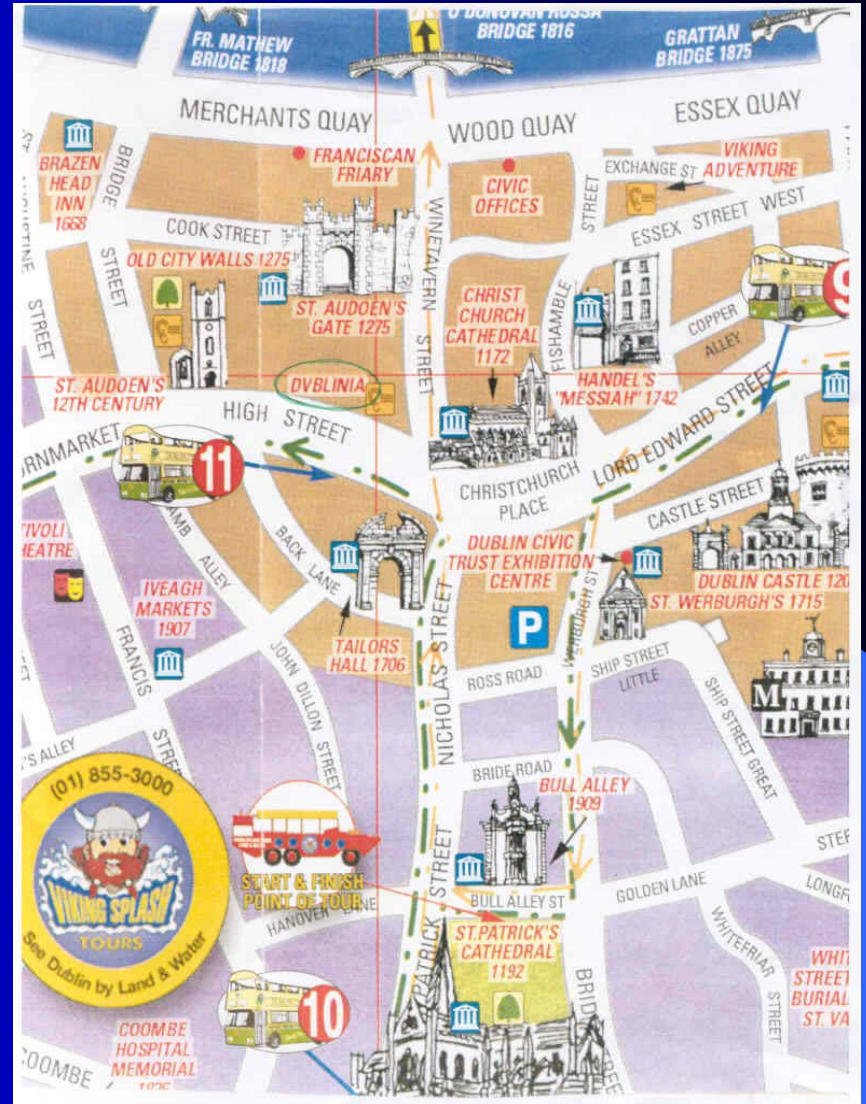 O'DONOVAN ROSSA
BRIDGE 1816
FR. MATHEW
BRIDGE 1818
GRATTAN
BRIDGE 1875
MERCHANTS QUAY
WOOD QUAY
ESSEX QUAY
BRAZEN
HEAD
INN
1668
BRIDGE
STREET
FRANCISCAN
FRIARY
CIVIC
OFFICES
EXCHANGE ST
VIKING
ADVENTURE
COOK STREET
ESSEX STREET WEST
OLD CITY WALLS 1275
ST. AUDOEN'S
GATE 1275
WINETAVERN
STREET
CHRIST
CHURCH
CATHEDRAL
1172
FISHAMBLE
STREET
COPPER
ALLEY
9
HANDEL'S
"MESSIAH" 1742
STREET
ST. AUDOEN'S
12TH CENTURY
DVBLINIA
HIGH STREET
LORD EDWARD STREET
CHRISTCHURCH
PLACE
11
CASTLE STREET
BACK LANE
DUBLIN CIVIC
TRUST EXHIBITION
CENTRE
DUBLIN CASTLE 120
ST. WERBURGH'S 1715
WERBURGH ST
ALLEY
IVEAGH
MARKETS
1907
TAILORS
HALL 1706
P
FRANCIS
JOHN DILLON
STREET
NICHOLAS STREET
ROSS ROAD
SHIP STREET
LITTLE
SHIP STREET GREAT
M
BRIDE ROAD
BULL ALLEY
1909
(01) 855-3000
VIKING SPLASH
TOURS
See Dublin by Land & Water
START & FINISH
POINT OF TOUR
HANOVER LANE
BULL ALLEY ST
GOLDEN LANE
ST.PATRICK'S
CATHEDRAL
1192
WHITEFRIAR
STREET
10
COOMBE
HOSPITAL
MEMORIAL
COOMBE